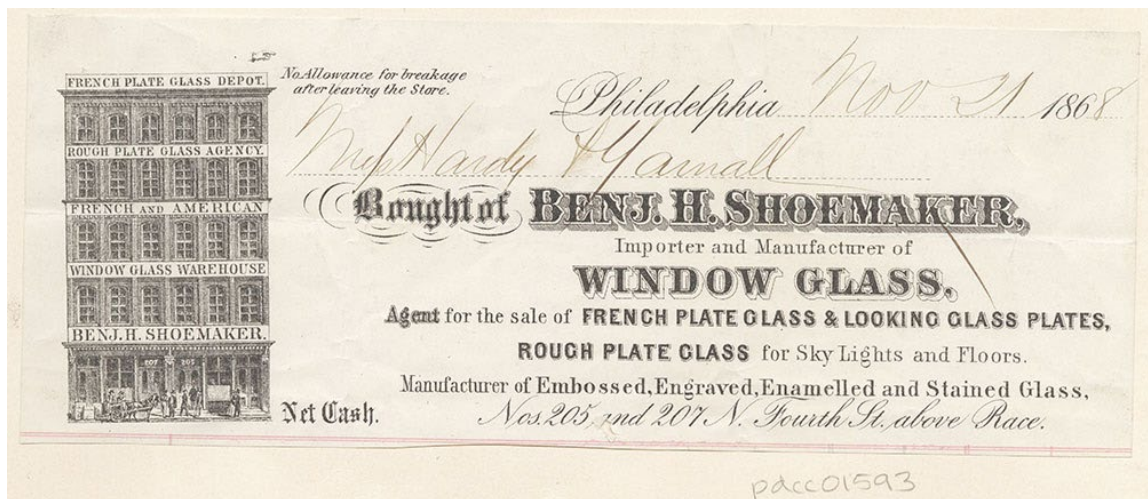 FRENCH PLATE GLASS DEPOT.
ROUGH PLATE GLASS AGENCY.
FRENCH AND AMERICAN
WINDOW GLASS WAREHOUSE
BENJ. H. SHOEMAKER.
207 205
No Allowance for breakage
after leaving the Store.
Philadelphia Nov 21 1868
Hardy & Yarnall
Bought of BENJ. H. SHOEMAKER,
Importer and Manufacturer of
WINDOW GLASS.
Agent for the sale of FRENCH PLATE GLASS & LOOKING GLASS PLATES,
ROUGH PLATE GLASS for Sky Lights and Floors.
Manufacturer of Embossed, Engraved, Enamelled and Stained Glass,
Net Cash.
Nos. 205 and 207 N. Fourth St. above Race.
pdcc01593